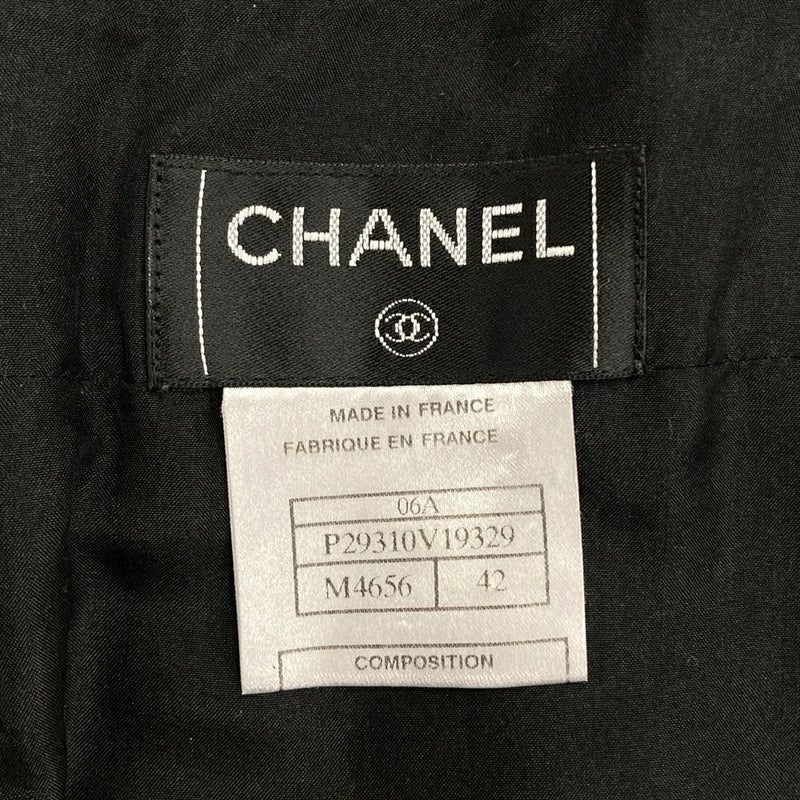 CHANEL
MADE IN FRANCE
FABRIQUE EN FRANCE
06A
P29310V19329
M4656 42
COMPOSITION